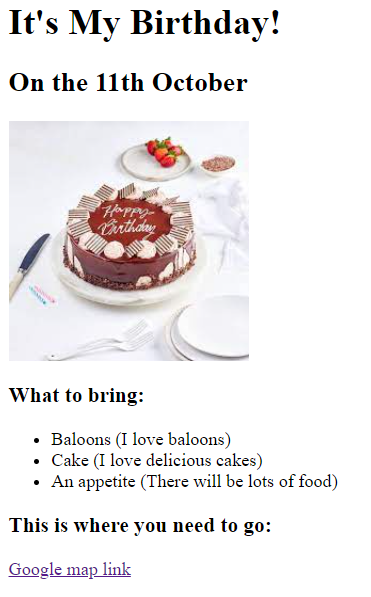 It's My Birthday!
On the 11th October
Happy
Birthday
What to bring:
Baloons (I love baloons)
Cake (I love delicious cakes)
An appetite (There will be lots of food)
This is where you need to go:
Google map link